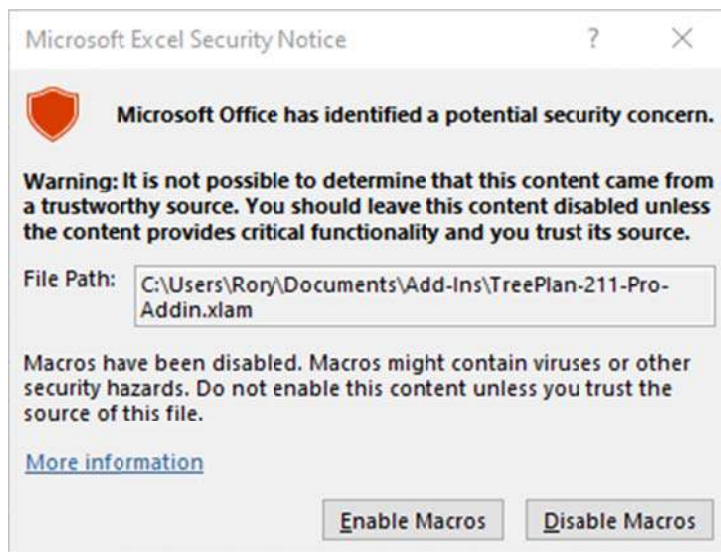 Microsoft Excel Security Notice
?
Microsoft Office has identified a potential security concern.
Warning: It is not possible to determine that this content came from
a trustworthy source. You should leave this content disabled unless
the content provides critical functionality and you trust its source.
File Path: C:\Users\Rory\Documents\Add-Ins\TreePlan-211-Pro-
Addin.xlam
Macros have been disabled. Macros might contain viruses or other
security hazards. Do not enable this content unless you trust the
source of this file.
More information
Enable Macros Disable Macros